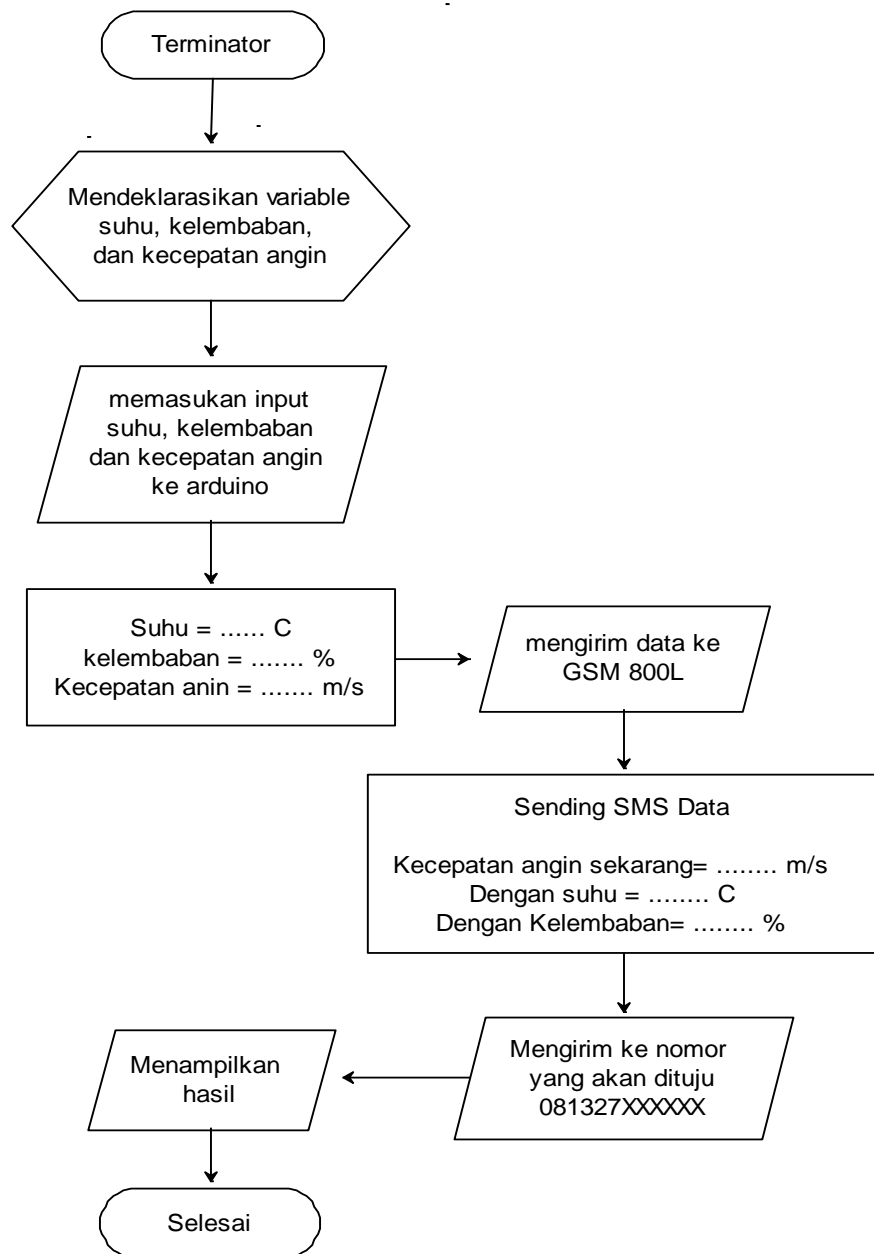 Terminator
Mendeklarasikan variable
suhu, kelembaban,
dan kecepatan angin
memasukan input
suhu, kelembaban
dan kecepatan angin
ke arduino
Suhu = ...... C
kelembaban = ....... %
Kecepatan anin = ....... m/s
mengirim data ke
GSM 800L
Sending SMS Data
Kecepatan angin sekarang= ........ m/s
Dengan suhu = ........ C
Dengan Kelembaban= ........ %
Mengirim ke nomor
yang akan dituju
081327XXXXXX
Menampilkan
hasil
Selesai